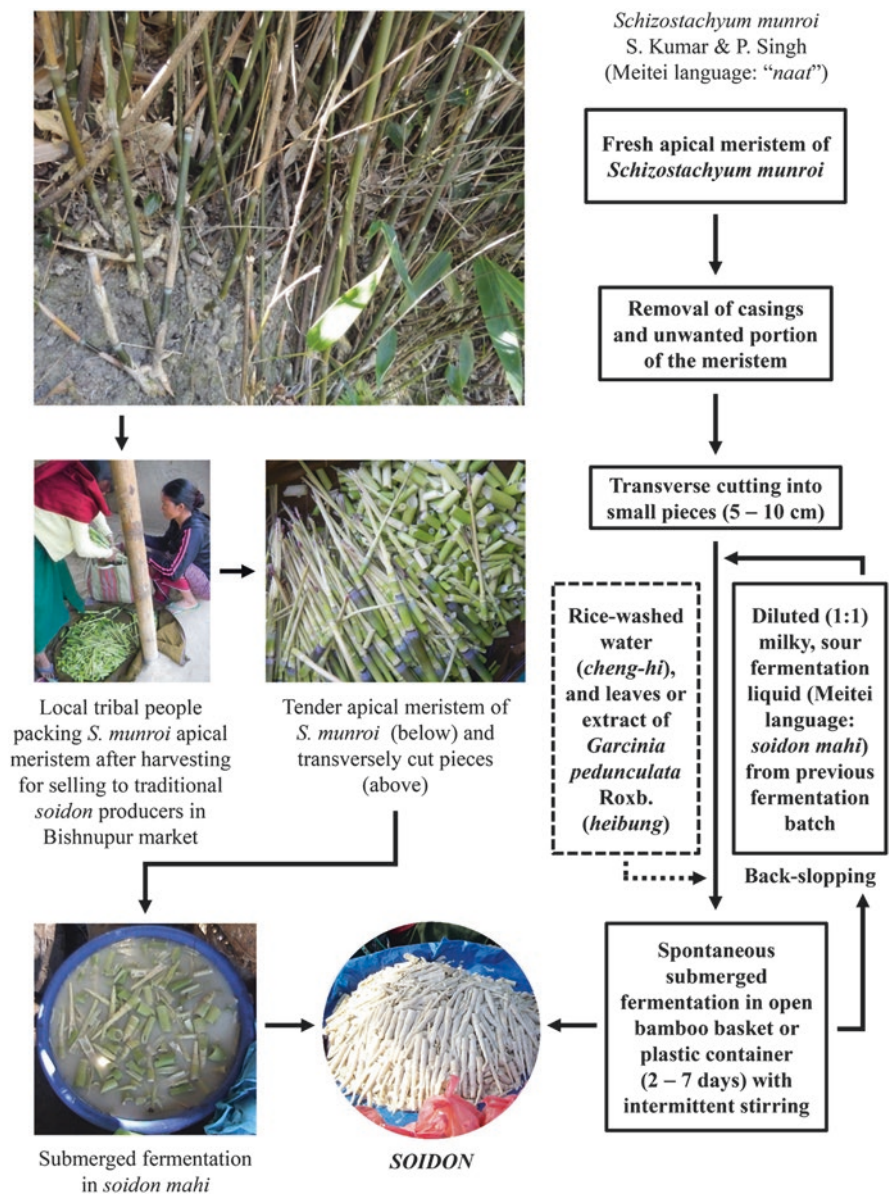 Schizostachyum munroi
S. Kumar & P. Singh
(Meitei language: “naat”)
Fresh apical meristem of
Schizostachyum munroi
Removal of casings
and unwanted portion
of the meristem
Transverse cutting into
small pieces (5 – 10 cm)
Rice-washed
water
(cheng-hi),
and leaves or
extract of
Garcinia
pedunculata
Roxb.
(heibung)
Diluted (1:1)
milky, sour
fermentation
liquid (Meitei
language:
soidon mahi)
from previous
fermentation
batch
Back-slopping
Spontaneous
submerged
fermentation in open
bamboo basket or
plastic container
(2 – 7 days) with
intermittent stirring
Local tribal people
packing S. munroi apical
meristem after harvesting
for selling to traditional
soidon producers in
Bishnupur market
Tender apical meristem of
S. munroi (below) and
transversely cut pieces
(above)
Submerged fermentation
in soidon mahi
SOIDON